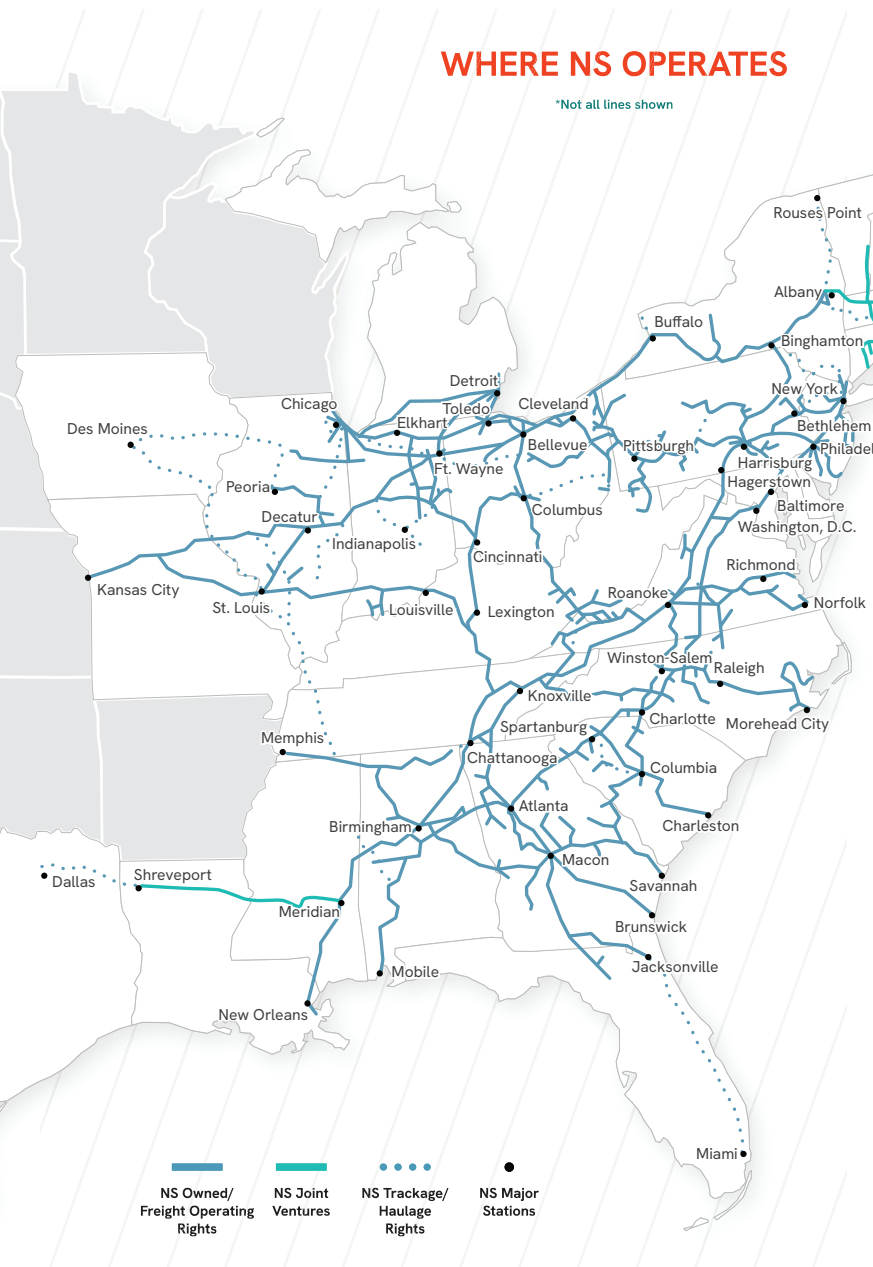 WHERE NS OPERATES
*Not all lines shown
Rouses Point
Albany
Buffalo
Binghamton
Detroit
New York
Chicago
Toledo
Cleveland
Elkhart
Des Moines
Bethlehem
Bellevue
Pittsburgh
Philadel
Ft. Wayne
Harrisburg
Peoria
Hagerstown
Baltimore
Columbus
Decatur
Washington, D.C.
Indianapolis
Cincinnati
Richmond
Kansas City
Roanoke
Norfolk
St. Louis
Louisville
Lexington
Winston-Salem
Raleigh
Knoxville
Charlotte
Morehead City
Spartanburg
Memphis
Chattanooga
Columbia
Atlanta
Birmingham
Charleston
Macon
Shreveport
Dallas
Savannah
Meridian
Brunswick
Jacksonville
Mobile
New Orleans
Miami
NS Owned/
Freight Operating
Rights
NS Joint
Ventures
NS Trackage/
Haulage
Rights
NS Major
Stations